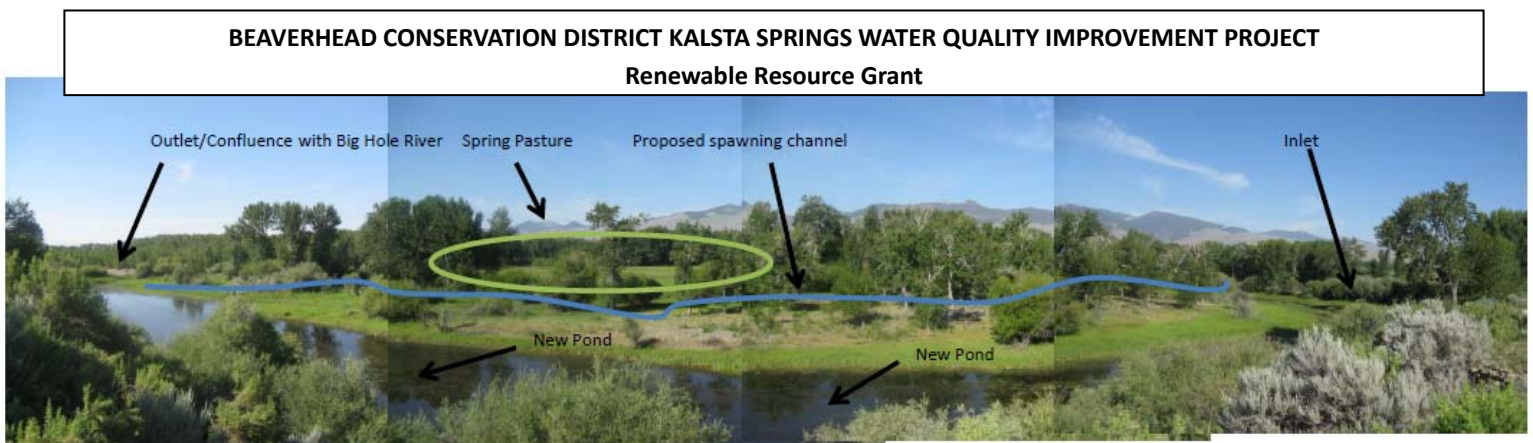 BEAVERHEAD CONSERVATION DISTRICT KALSTA SPRINGS WATER QUALITY IMPROVEMENT PROJECT
Renewable Resource Grant
Outlet/Confluence with Big Hole River
Spring Pasture
Proposed spawning channel
Inlet
New Pond
New Pond